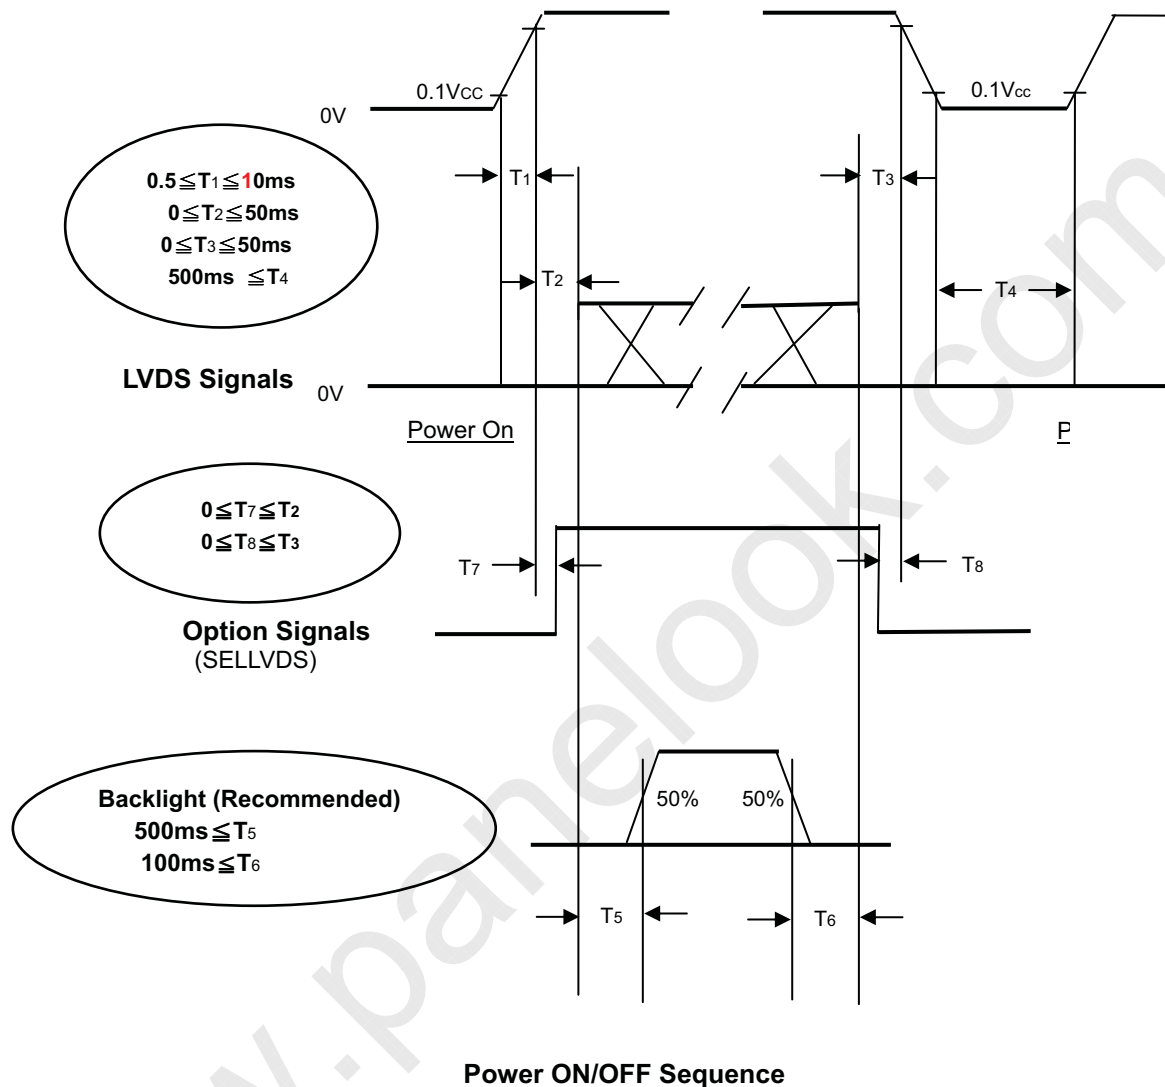 0.1VCC
0.1Vcc
0V
0.5≦T1≦10ms
0≦T2≦50ms
0≦T3≦50ms
500ms ≦T4
T1
T3
T2
T4
LVDS Signals
0V
Power On
P
0≦T7≦T2
0≦T8≦T3
T7
T8
Option Signals
(SELLVDS)
Backlight (Recommended)
500ms≦T5
100ms≦T6
50%
50%
T5
T6
Power ON/OFF Sequence
.panelook.com